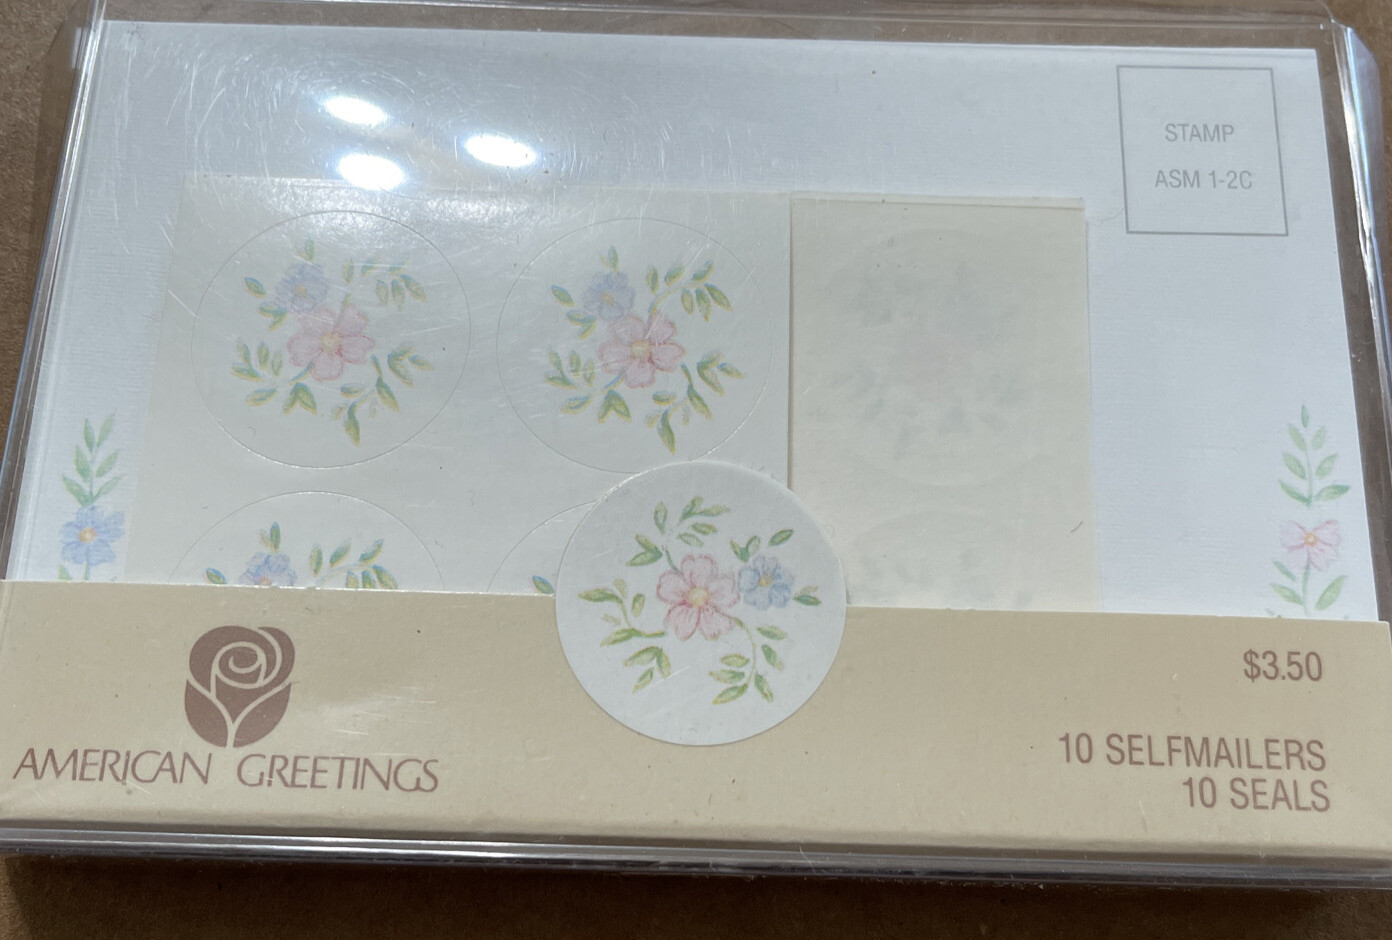 STAMP
ASM 1-2C
$3.50
AMERICAN GREETINGS
10 SELFMAILERS
10 SEALS